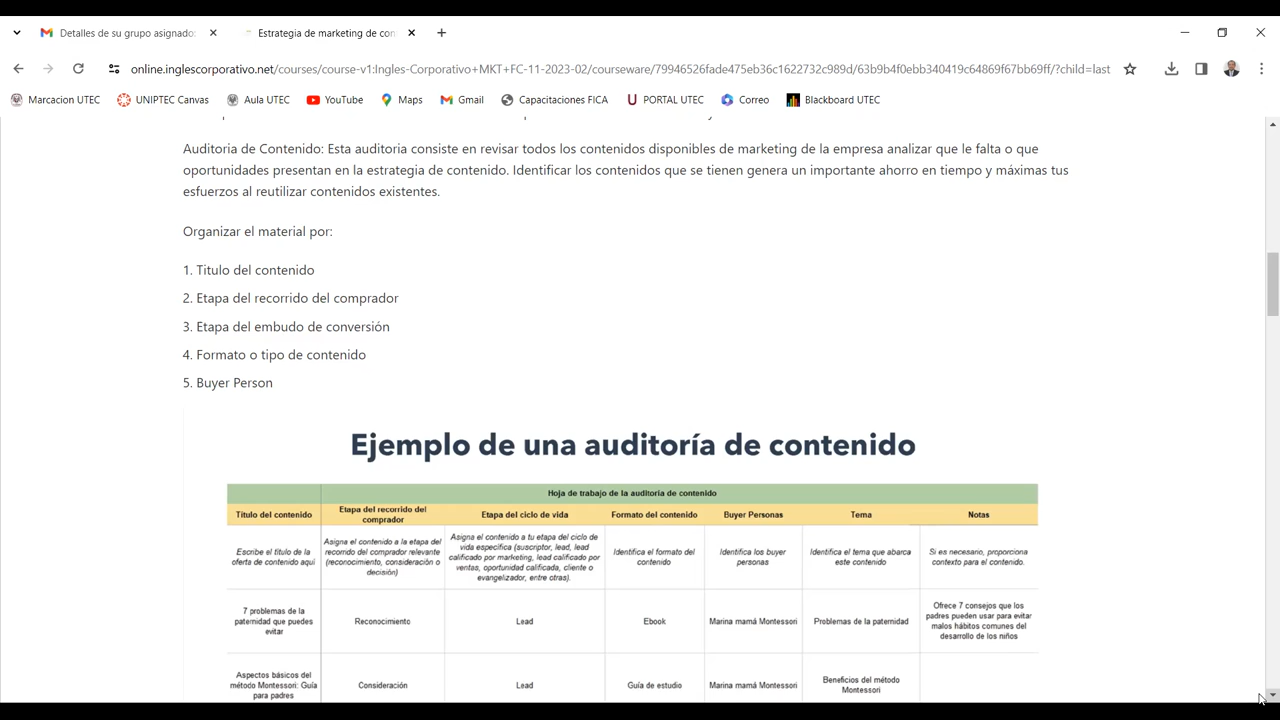 Detalles de su grupo asignado:
Estrategia de marketing de con
online.inglescorporativo.net/courses/course-v1:Ingles-Corporativo+MKT+FC-11-2023-02/courseware/79946526fade475eb36c1622732c989d/63b9b4f0ebb340419c64869f67bb69ff/?child=last
Marcacion UTEC UNIPTEC Canvas Aula UTEC YouTube Maps Gmail Capacitaciones FICA PORTAL UTEC Correo Blackboard UTEC
Auditoria de Contenido: Esta auditoria consiste en revisar todos los contenidos disponibles de marketing de la empresa analizar que le falta o que
oportunidades presentan en la estrategia de contenido. Identificar los contenidos que se tienen genera un importante ahorro en tiempo y máximas tus
esfuerzos al reutilizar contenidos existentes.
Organizar el material por:
1. Titulo del contenido
2. Etapa del recorrido del comprador
3. Etapa del embudo de conversión
4. Formato o tipo de contenido
5. Buyer Person
Ejemplo de una auditoría de contenido
Hoja de trabajo de la auditoria de contenido
Título del contenido
Etapa del recorrido del
comprador
Etapa del ciclo de vida
Formato del contenido
Buyer Personas
Tema
Notas
Escribe el título de la
oferta de contenido aquí
Asigna el contenido a la etapa del
recorrido del comprador relevante
(reconocimiento, consideración o
decisión)
Asigna el contenido a tu etapa del ciclo de
vida específica (suscriptor, lead, lead
calificado por marketing, lead calificado por
ventas, oportunidad calificada, cliente o
evangelizador, entre otras).
Identifica el formato del
contenido
Identifica los buyer
personas
Identifica el tema que abarca
este contenido
Si es necesario, proporciona
contexto para el contenido.
7 problemas de la
paternidad que puedes
evitar
Reconocimiento
Lead
Ebook
Marina mamá Montessori
Problemas de la paternidad
Ofrece 7 consejos que los
padres pueden usar para evitar
malos hábitos comunes del
desarrollo de los niños
Aspectos básicos del
método Montessori: Guía
para padres
Consideración
Lead
Guía de estudio
Marina mamá Montessori
Beneficios del método
Montessori